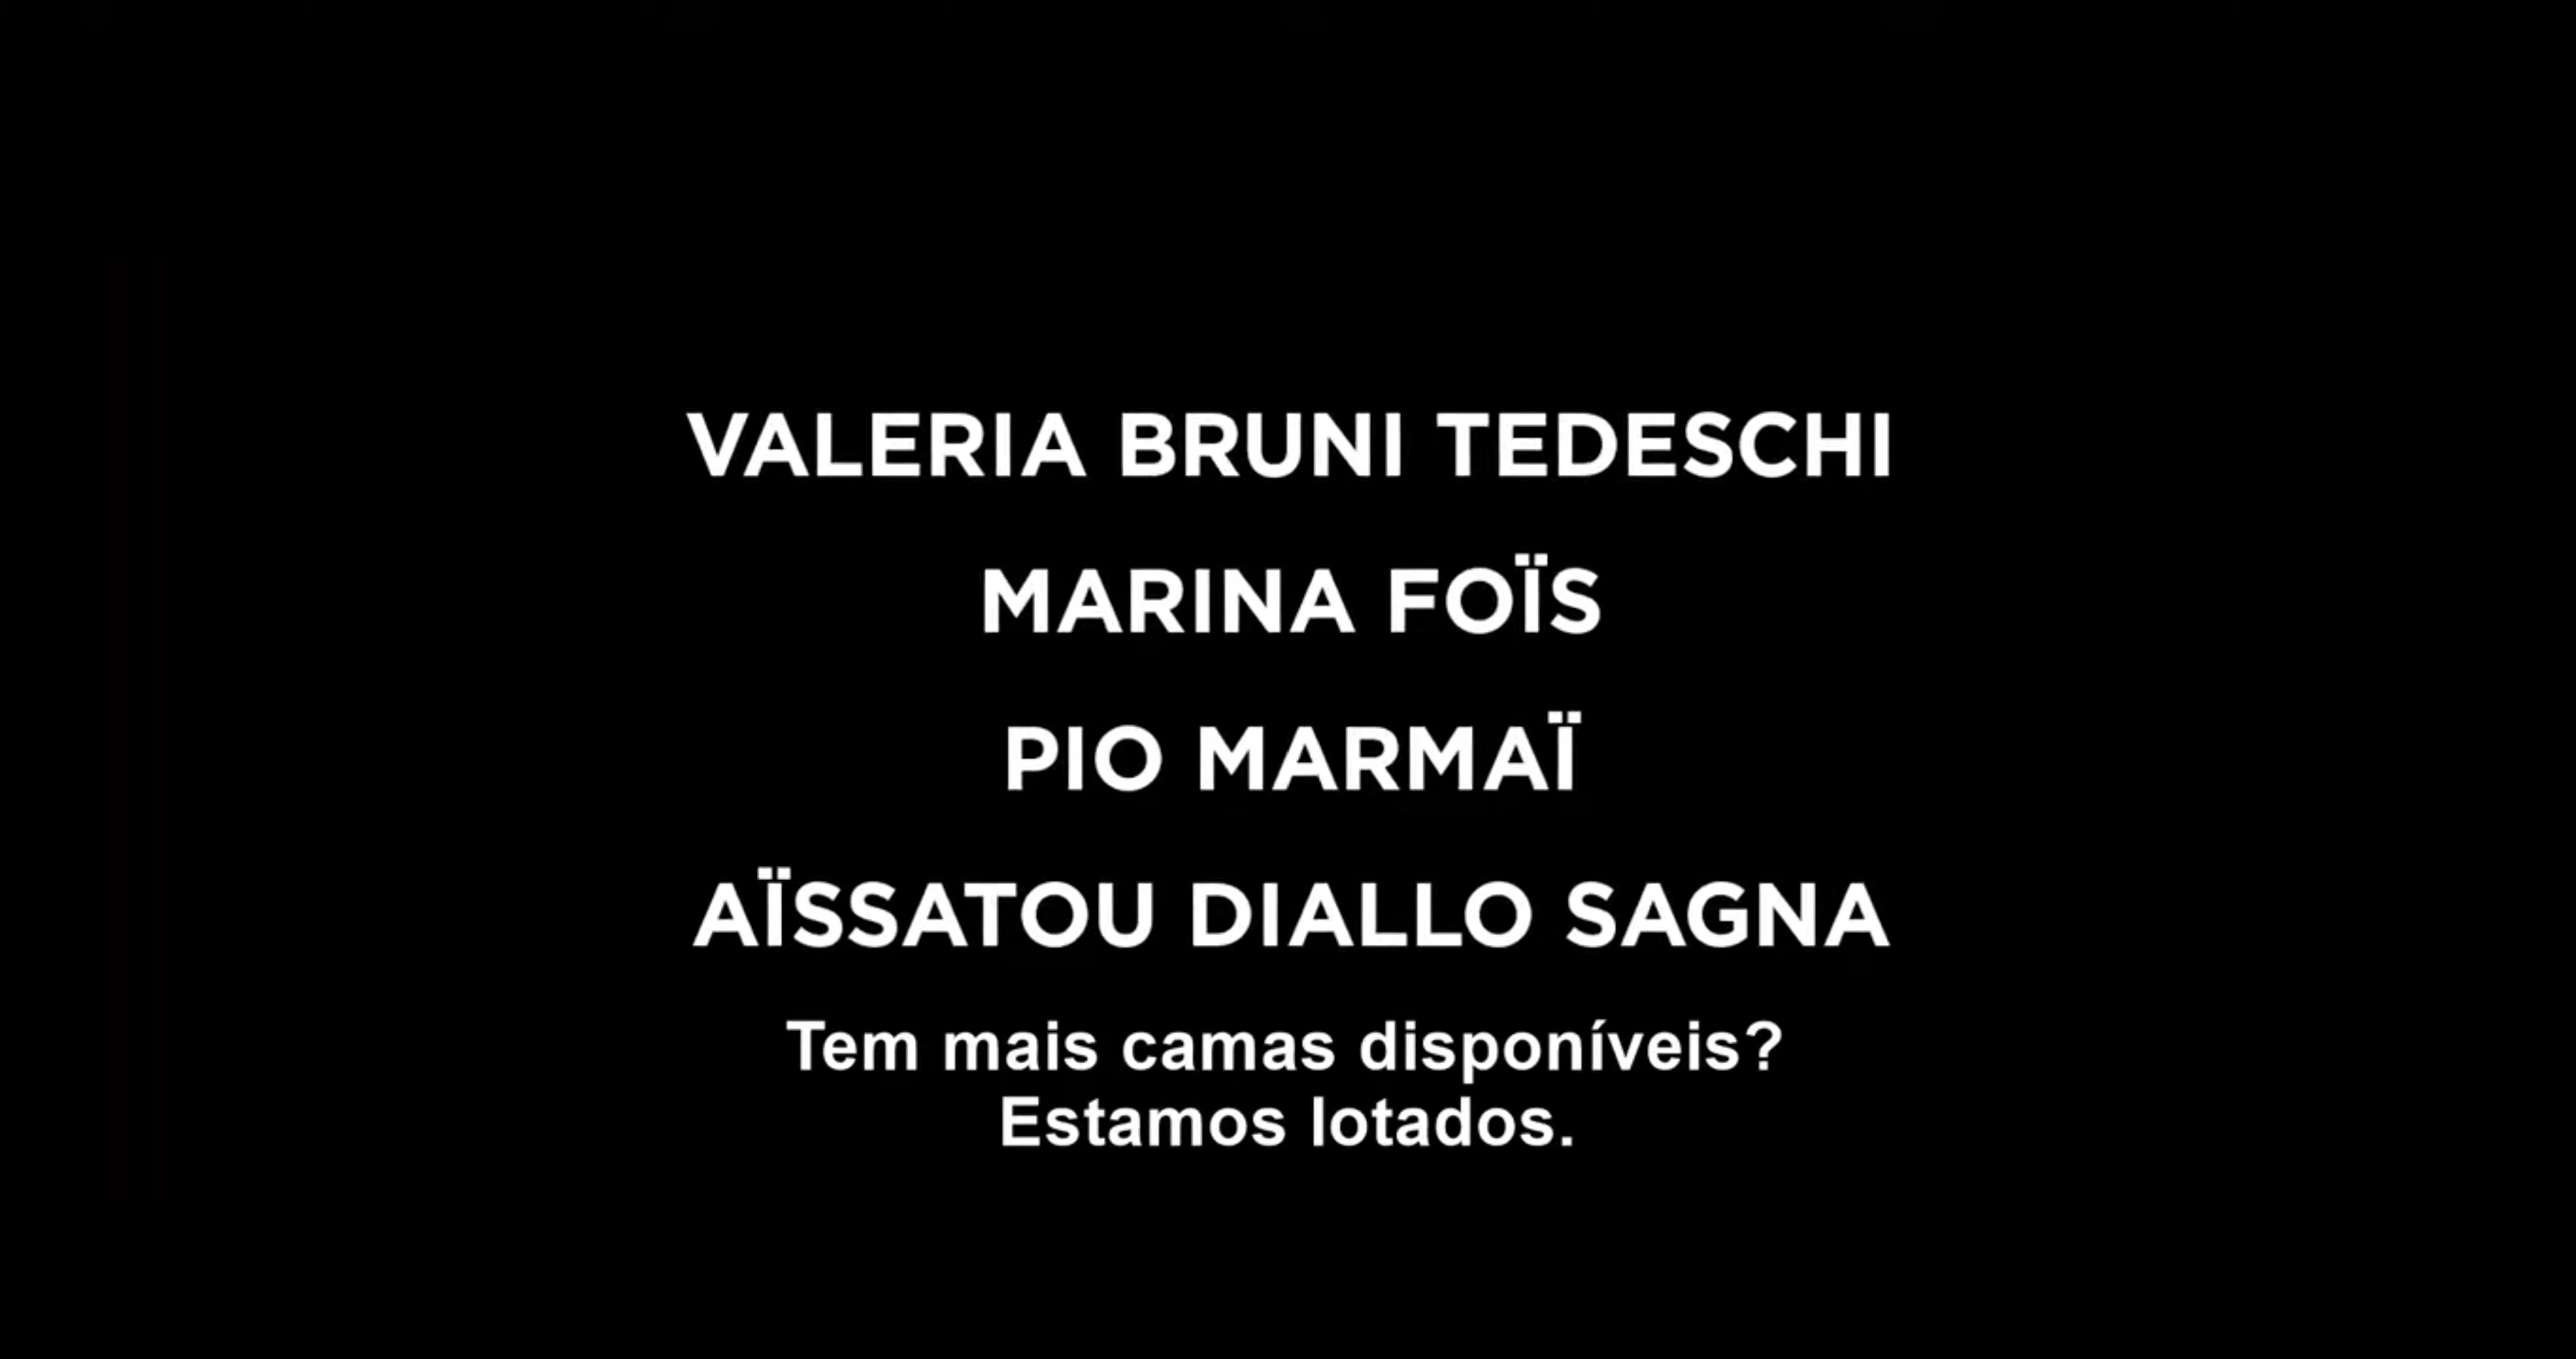 VALERIA BRUNI TEDESCHI
MARINA FOÏS
PIO MARMAÏ
AÏSSATOU DIALLO SAGNA
Tem mais camas disponíveis?
Estamos lotados.